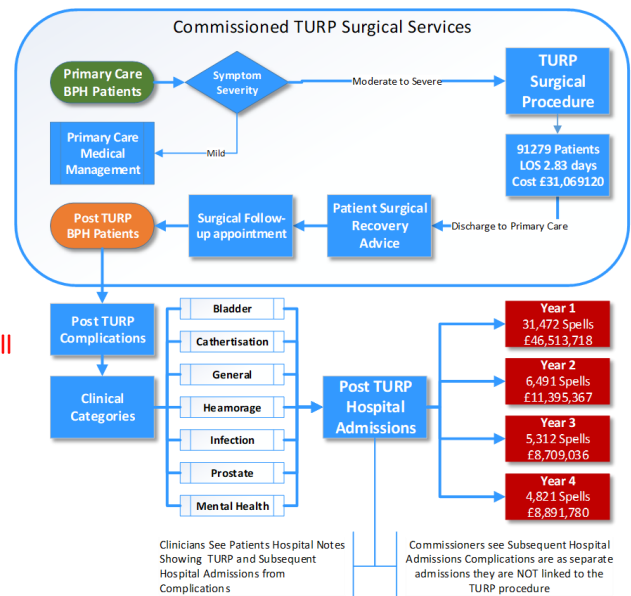 Commissioned TURP Surgical Services
Primary Care
BPH Patients
Symptom
Severity
Moderate to Severe
TURP
Surgical
Procedure
Primary Care
Medical
Management
Mild
91279 Patients
LOS 2.83 days
Cost £31,069120
Post TURP
BPH Patients
Surgical Follow-
up appointment
Patient Surgical
Recovery
Advice
Discharge to Primary Care
ll
Post TURP
Complications
Clinical
Categories
Bladder
Cathertisation
General
Heamorage
Infection
Prostate
Mental Health
Post TURP
Hospital
Admissions
Year 1
31,472 Spells
£46,513,718
Year 2
6,491 Spells
£11,395,367
Year 3
5,312 Spells
£8,709,036
Year 4
4,821 Spells
£8,891,780
Clinicians See Patients Hospital Notes
Showing TURP and Subsequent
Hospital Admissions from
Complications
Commissioners see Subsequent Hospital
Admissions Complications are as separate
admissions they are NOT linked to the
TURP procedure